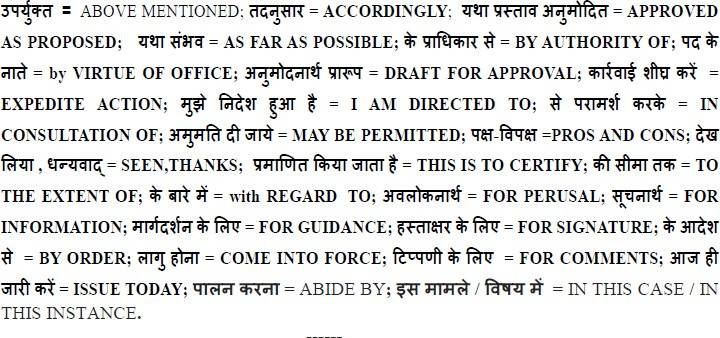 उपर्युकत = ABOVE MENTIONED; तदनुसार = ACCORDINGLY; यथा प्रस्ताव अनुमोदित = APPROVED
AS PROPOSED; यथा संभव = AS FAR AS POSSIBLE; के प्राधिकार से = BY AUTHORITY OF; पद के
नाते = by VIRTUE OF OFFICE; अनुमोदनार्थ प्रारूप = DRAFT FOR APPROVAL; कार्रवाई शीघ्र करें =
EXPEDITE ACTION; मुझे निदेश हुआ है = I AM DIRECTED TO; से परामर्श करके = IN
CONSULTATION OF; अमुमति दी जाये = MAY BE PERMITTED; पक्ष-विपक्ष =PROS AND CONS; देख
लिया , धन्यवाद् = SEEN,THANKS; प्रमाणित किया जाता है = THIS IS TO CERTIFY; की सीमा तक = TO
THE EXTENT OF; के बारे में = with REGARD TO; अवलोकनार्थ = FOR PERUSAL; सूचनार्थ = FOR
INFORMATION; मार्गदर्शन के लिए = FOR GUIDANCE; हस्ताक्षर के लिए = FOR SIGNATURE; के आदेश
से = BY ORDER; लागु होना = COME INTO FORCE; टिप्पणी के लिए = FOR COMMENTS; आज ही
जारी करें = ISSUE TODAY; पालन करना = ABIDE BY; इस मामले / विषय में = IN THIS CASE / IN
THIS INSTANCE.
------